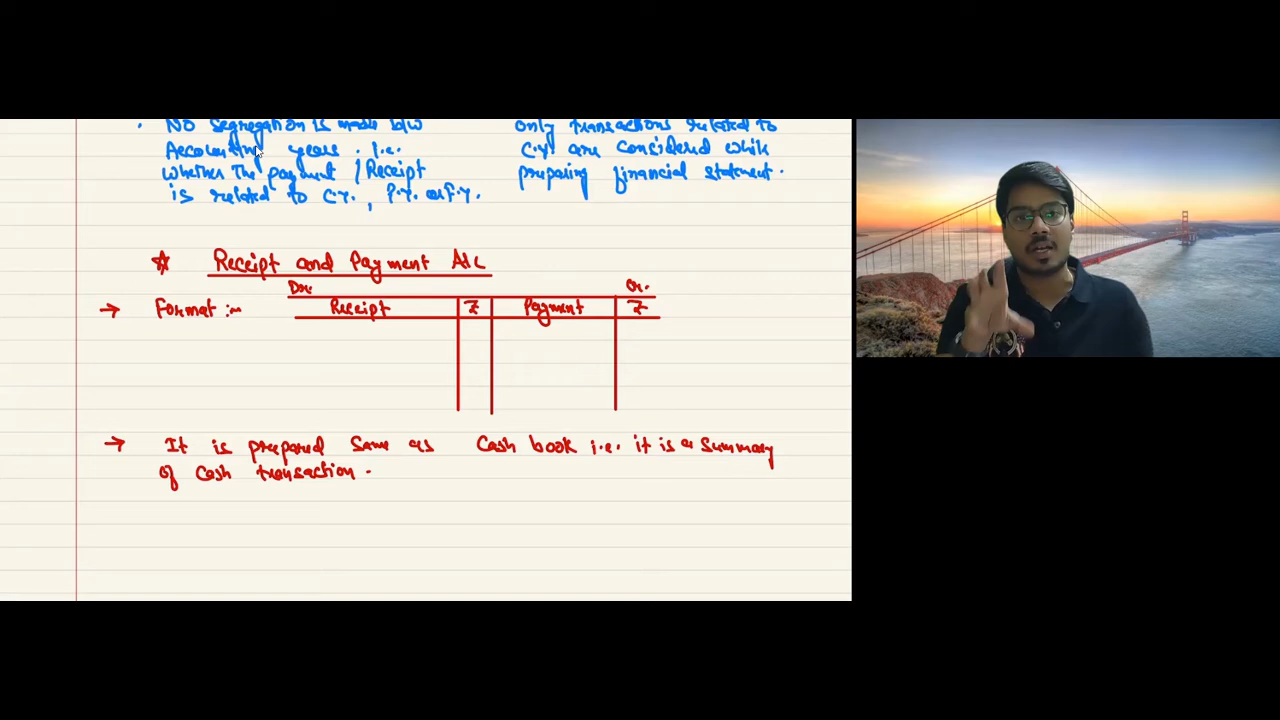 • No segregation is made b/w
Accounting years. i.e.
whether the payment / Receipt
is related to C.Y. , P.Y. or F.Y.
only transactions related to
C.Y. are considered while
preparing financial statement.
☆ Receipt and Payment A/c
Dr. Cr.
→ Format :- Receipt ₹ Payment ₹
→ It is prepared same as Cash book i.e. it is a summary
of cash transaction.